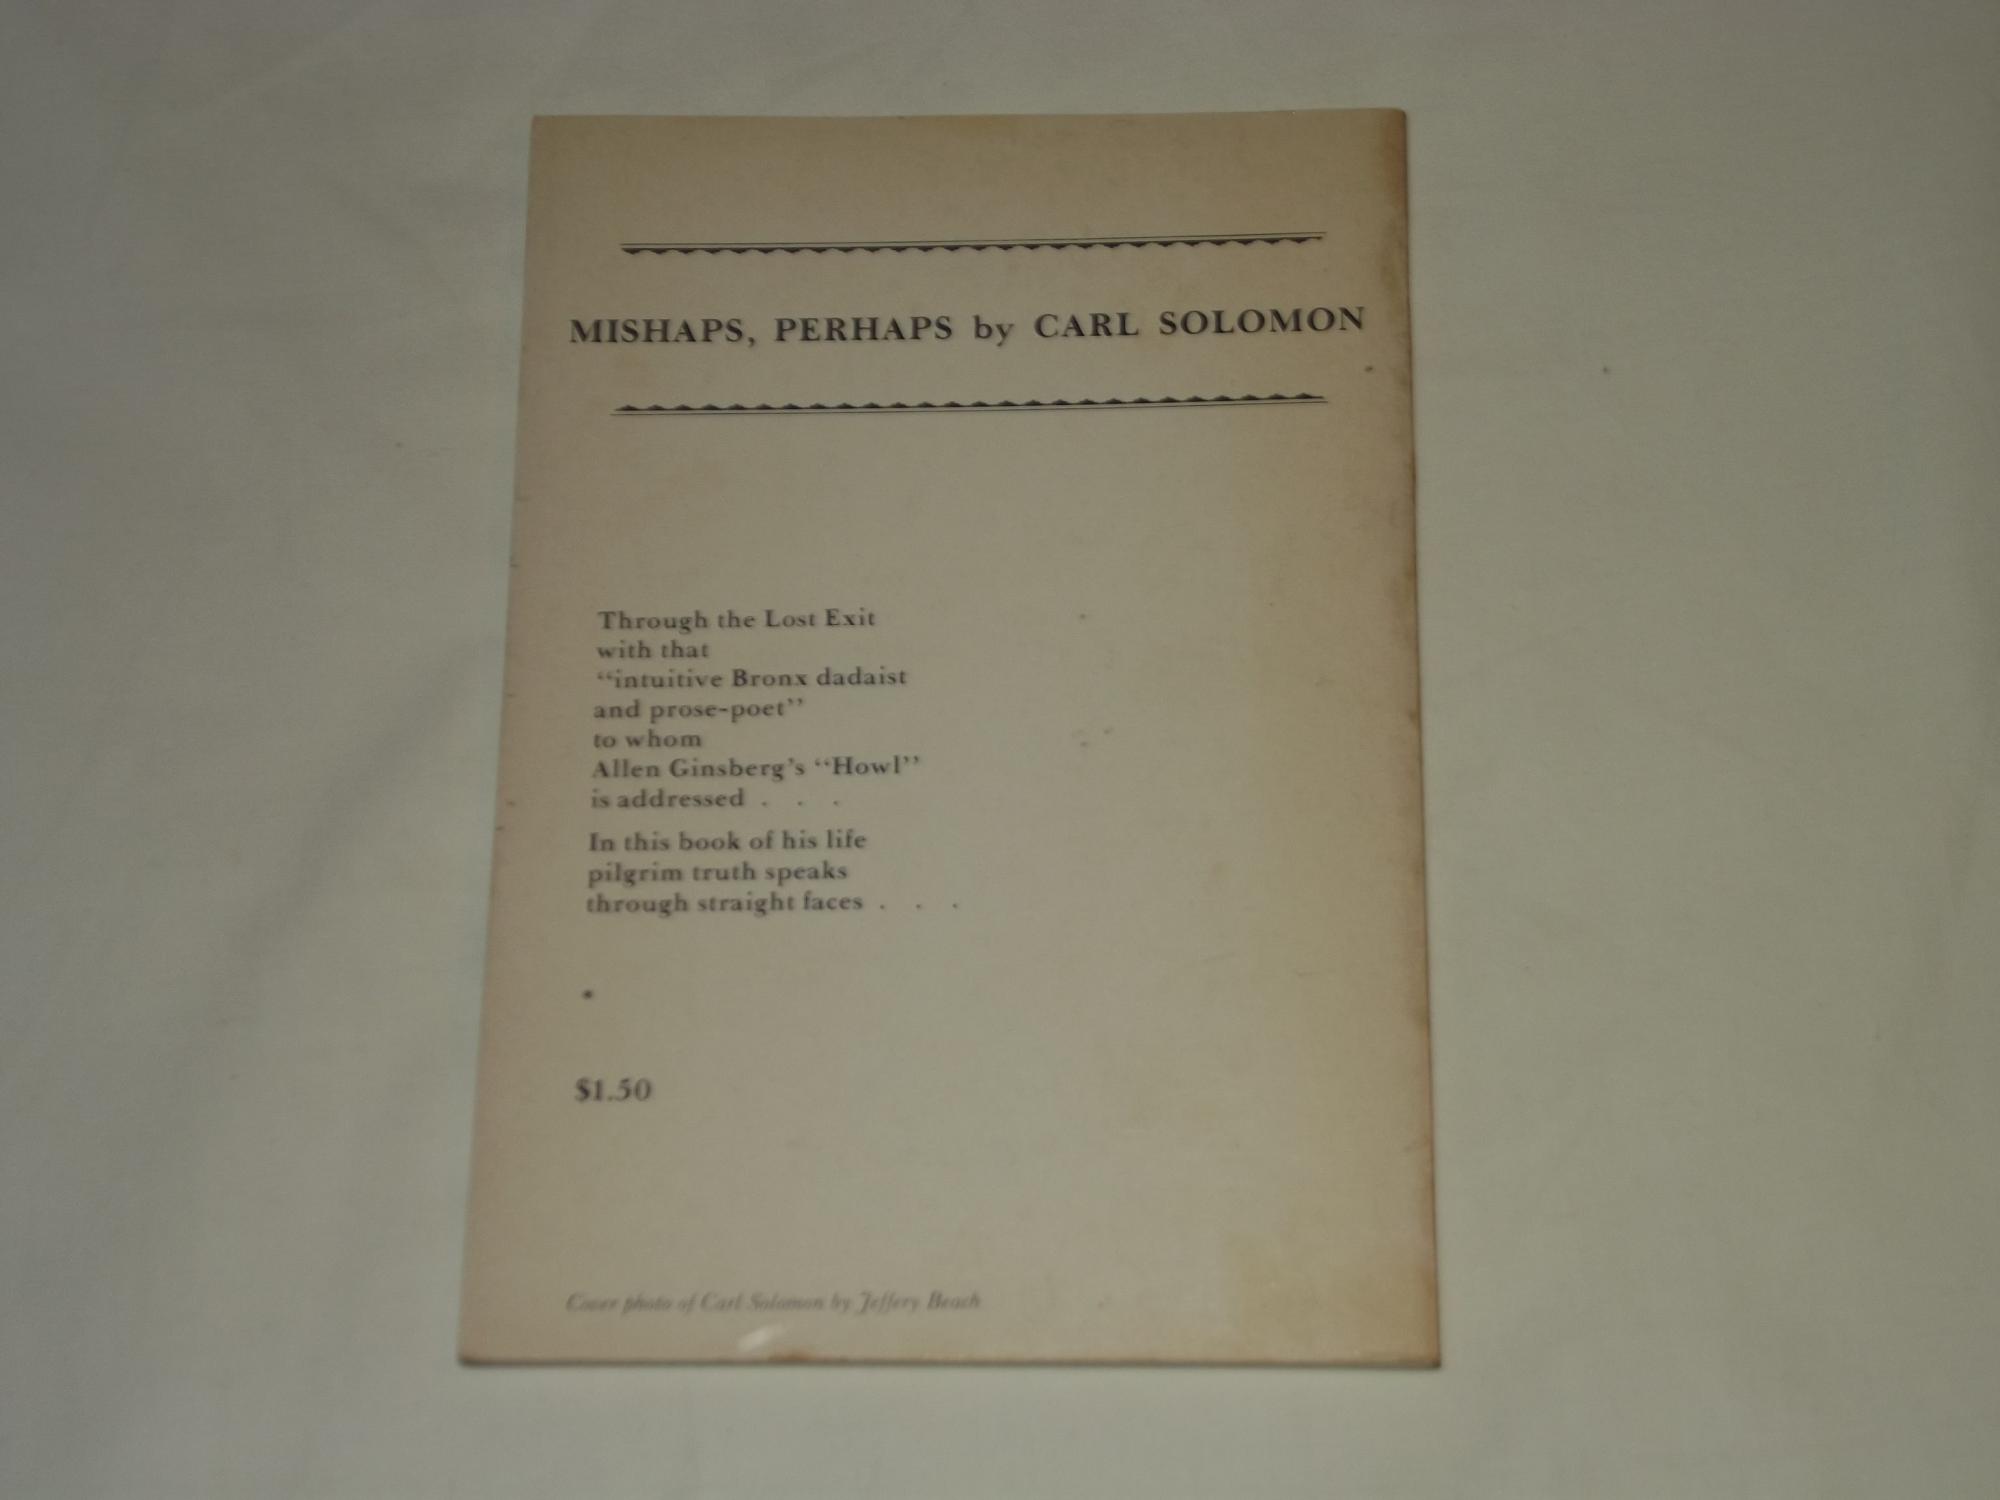 MISHAPS, PERHAPS by CARL SOLOMON
Through the Lost Exit
with that
“intuitive Bronx dadaist
and prose-poet”
to whom
Allen Ginsberg’s “Howl”
is addressed . . .
In this book of his life
pilgrim truth speaks
through straight faces . . .
$1.50
Cover photo of Carl Solomon by Jeffery Beach